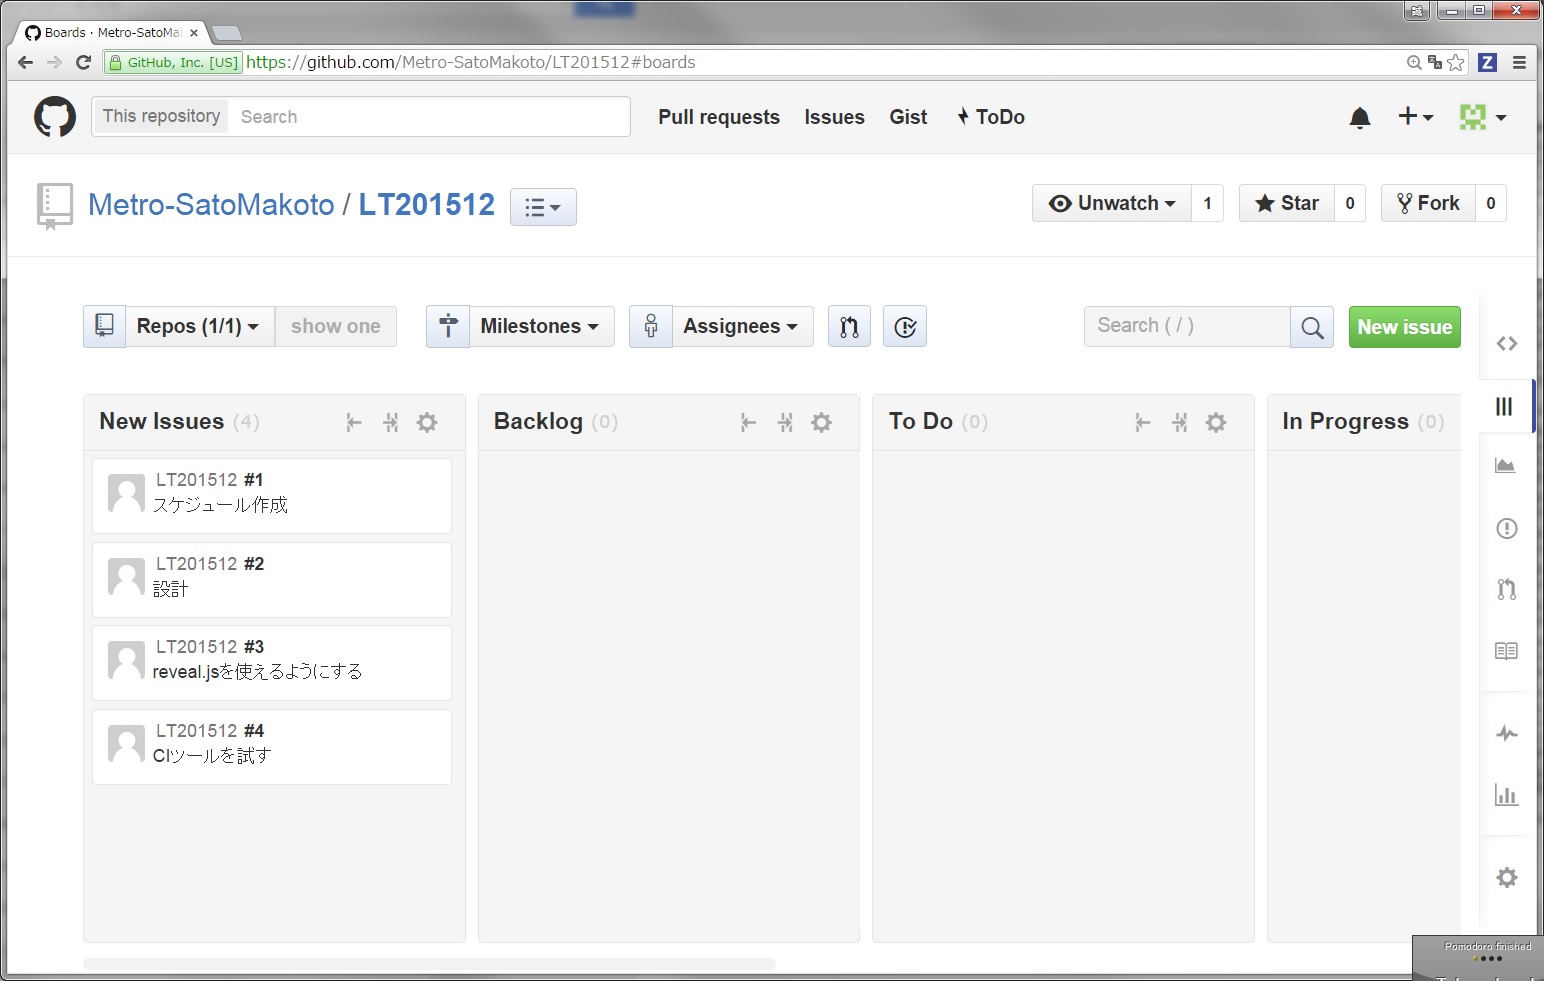 Boards · Metro-SatoMa
GitHub, Inc. [US] https://github.com/Metro-SatoMakoto/LT201512#boards
This repository Search Pull requests Issues Gist ToDo
Metro-SatoMakoto / LT201512 Unwatch 1 Star 0 Fork 0
Repos (1/1) show one Milestones Assignees Search ( / ) New issue
New Issues (4) Backlog (0) To Do (0) In Progress (0)
LT201512 #1
スケジュール作成
LT201512 #2
設計
LT201512 #3
reveal.jsを使えるようにする
LT201512 #4
CIツールを試す
Pomodoro finished